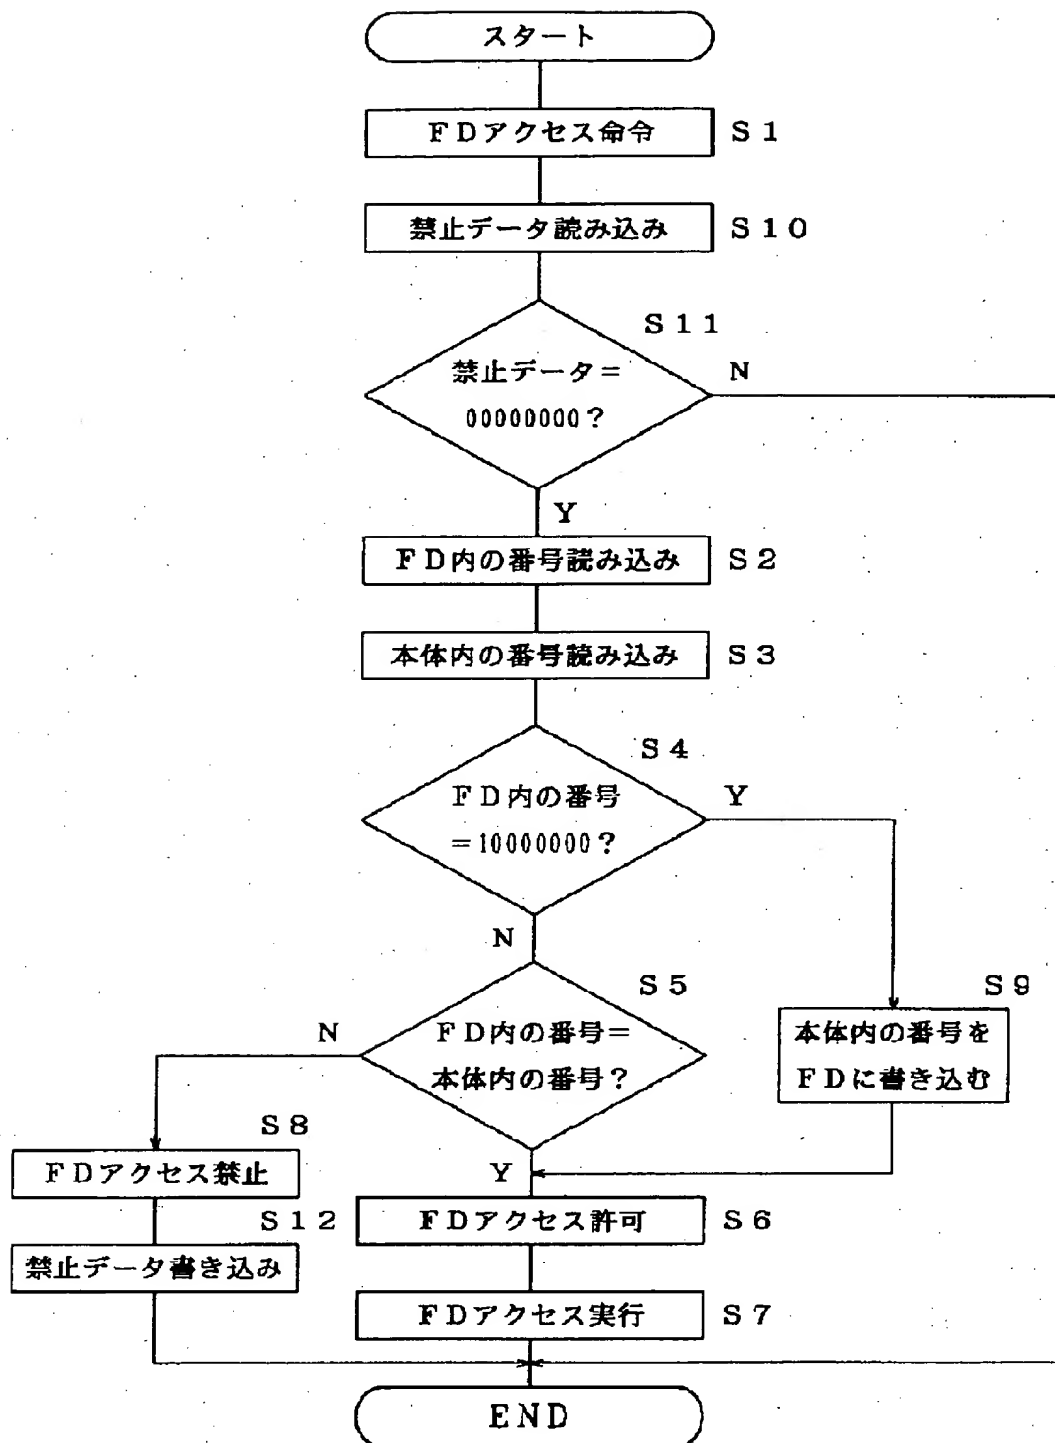 スタート
FDアクセス命令 S1
禁止データ読み込み S10
S11
禁止データ= N
00000000?
Y
FD内の番号読み込み S2
本体内の番号読み込み S3
S4
FD内の番号 Y
=10000000?
N
S5 S9
N FD内の番号= 本体内の番号を
本体内の番号? FDに書き込む
S8
FDアクセス禁止 Y
S12 FDアクセス許可 S6
禁止データ書き込み
FDアクセス実行 S7
END